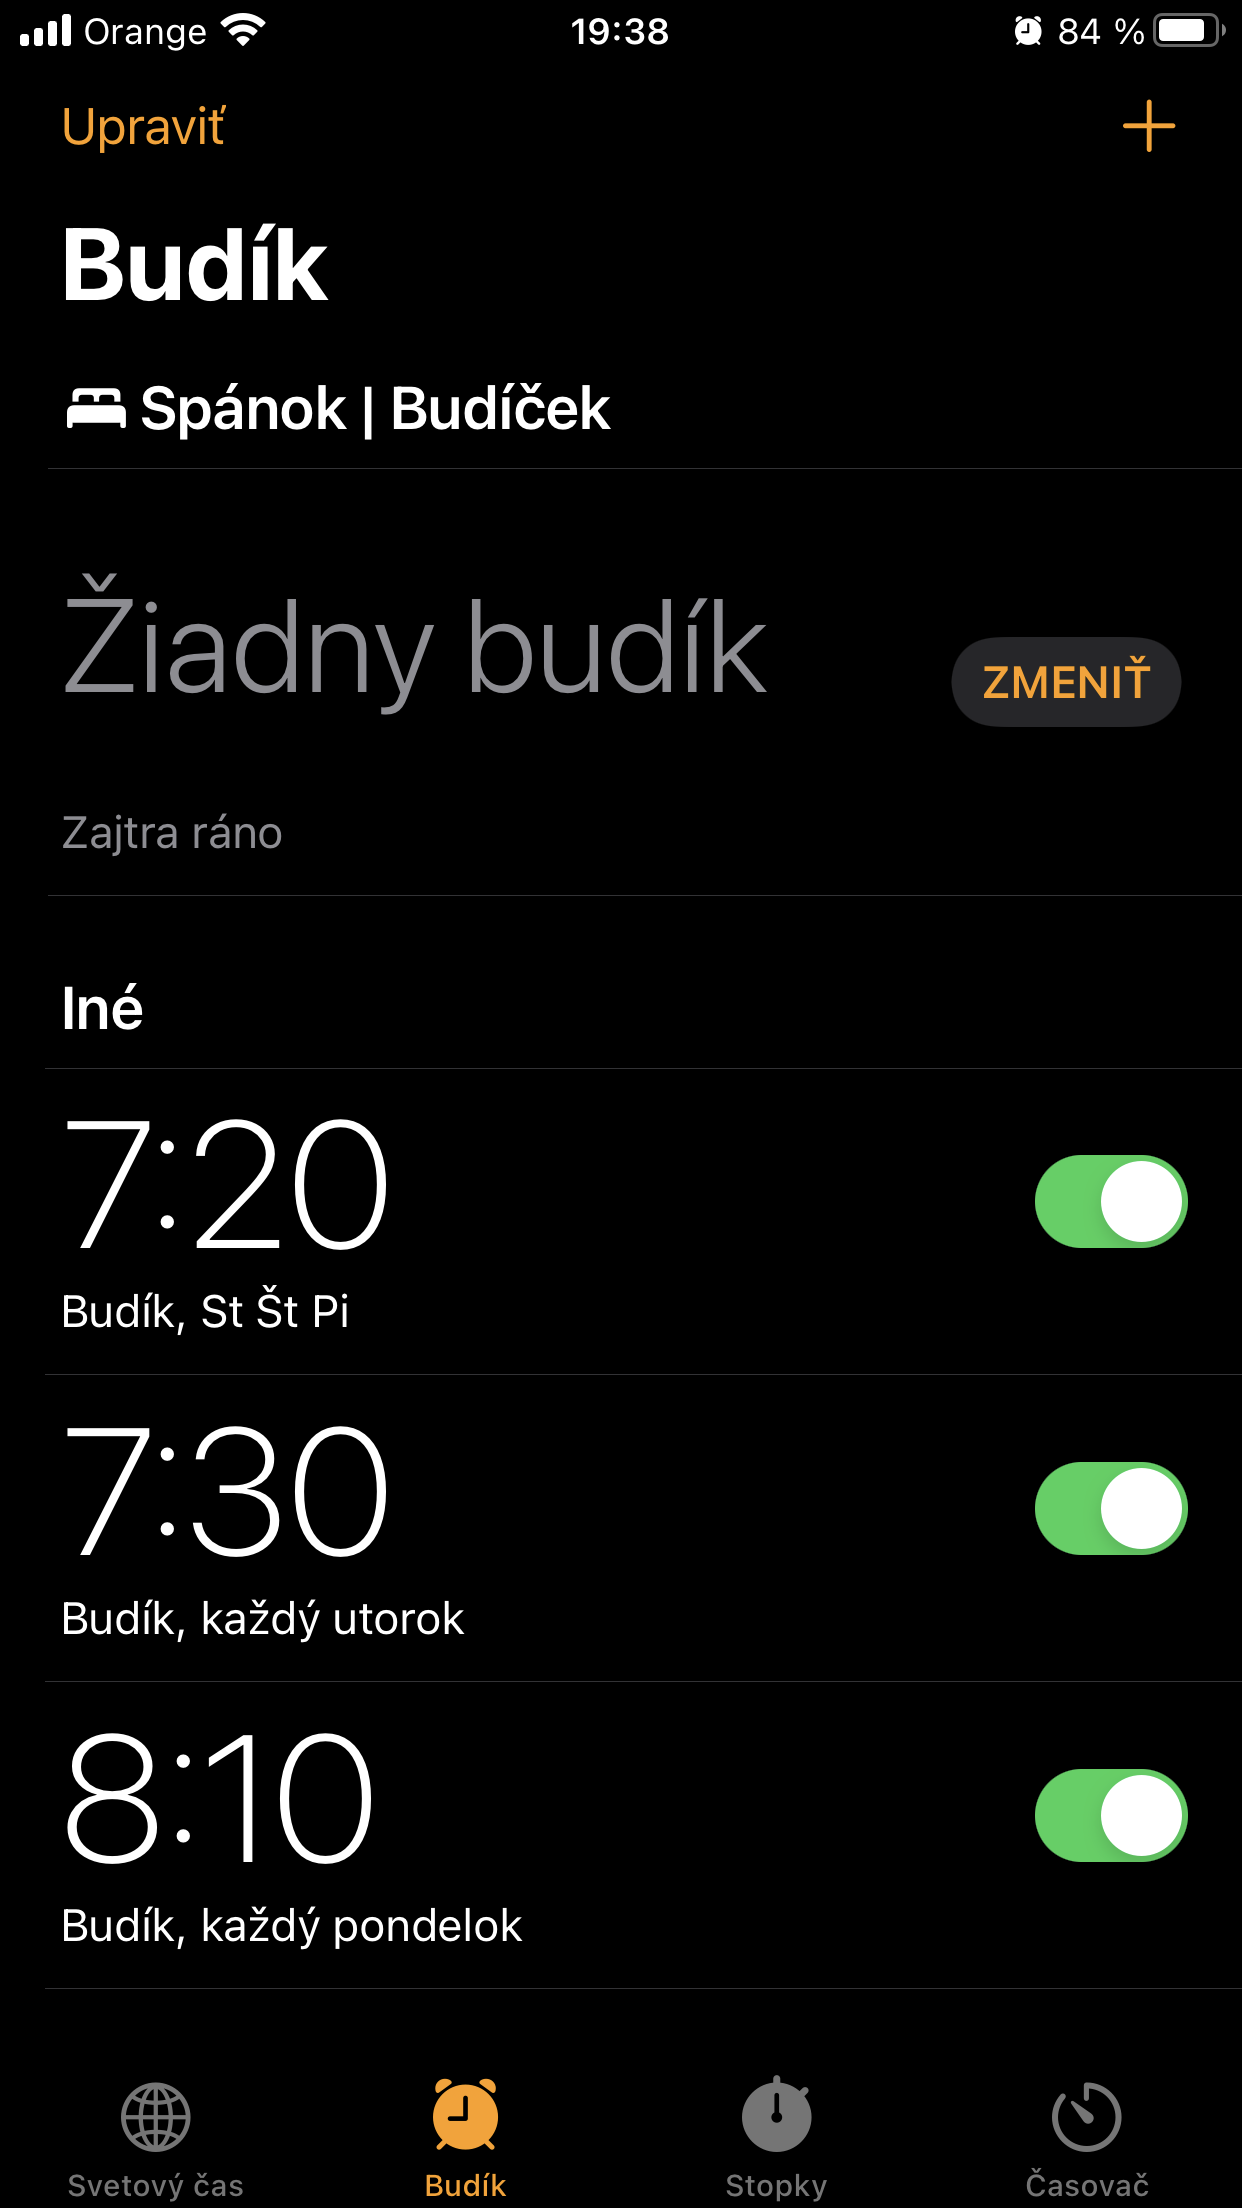 Orange 19:38 84 %
Upraviť
Budík
Spánok | Budíček
Žiadny budík
ZMENIŤ
Zajtra ráno
Iné
7:20
Budík, St Št Pi
7:30
Budík, každý utorok
8:10
Budík, každý pondelok
Svetový čas Budík Stopky Časovač